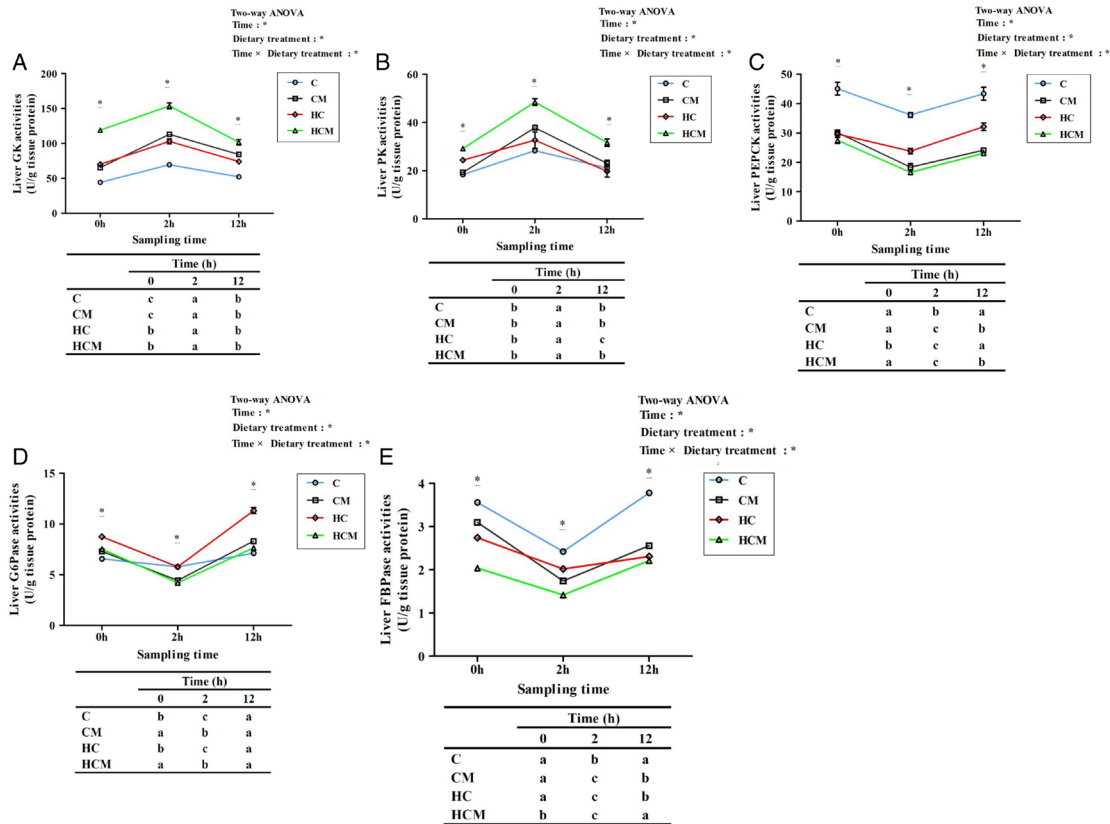 Two-way ANOVA
Time : *
Dietary treatment : *
Time × Dietary treatment : *
A
Liver GK activities
(U/g tissue protein)
200
150
100
50
0
*
*
*
0h
2h
12h
Sampling time
C
CM
HC
HCM
Time (h)
0 2 12
C c a b
CM c a b
HC b a b
HCM b a b
Two-way ANOVA
Time : *
Dietary treatment : *
Time × Dietary treatment : *
B
Liver PK activities
(U/g tissue protein)
60
40
20
0
*
*
*
0h
2h
12h
Sampling time
C
CM
HC
HCM
Time (h)
0 2 12
C b a b
CM b a b
HC b a c
HCM b a b
Two-way ANOVA
Time : *
Dietary treatment : *
Time × Dietary treatment : *
C
Liver PEPCK activities
(U/g tissue protein)
50
40
30
20
10
0
*
*
*
0h
2h
12h
Sampling time
C
CM
HC
HCM
Time (h)
0 2 12
C a b a
CM a c b
HC b c a
HCM a c b
Two-way ANOVA
Time : *
Dietary treatment : *
Time × Dietary treatment : *
D
Liver G6Pase activities
(U/g tissue protein)
15
10
5
0
*
*
*
0h
2h
12h
Sampling time
C
CM
HC
HCM
Time (h)
0 2 12
C b c a
CM a b a
HC b c a
HCM a b a
Two-way ANOVA
Time : *
Dietary treatment : *
Time × Dietary treatment : *
E
Liver FBPase activities
(U/g tissue protein)
4
3
2
1
0
*
*
*
0h
2h
12h
Sampling time
C
CM
HC
HCM
Time (h)
0 2 12
C a b a
CM a c b
HC a c b
HCM b c a